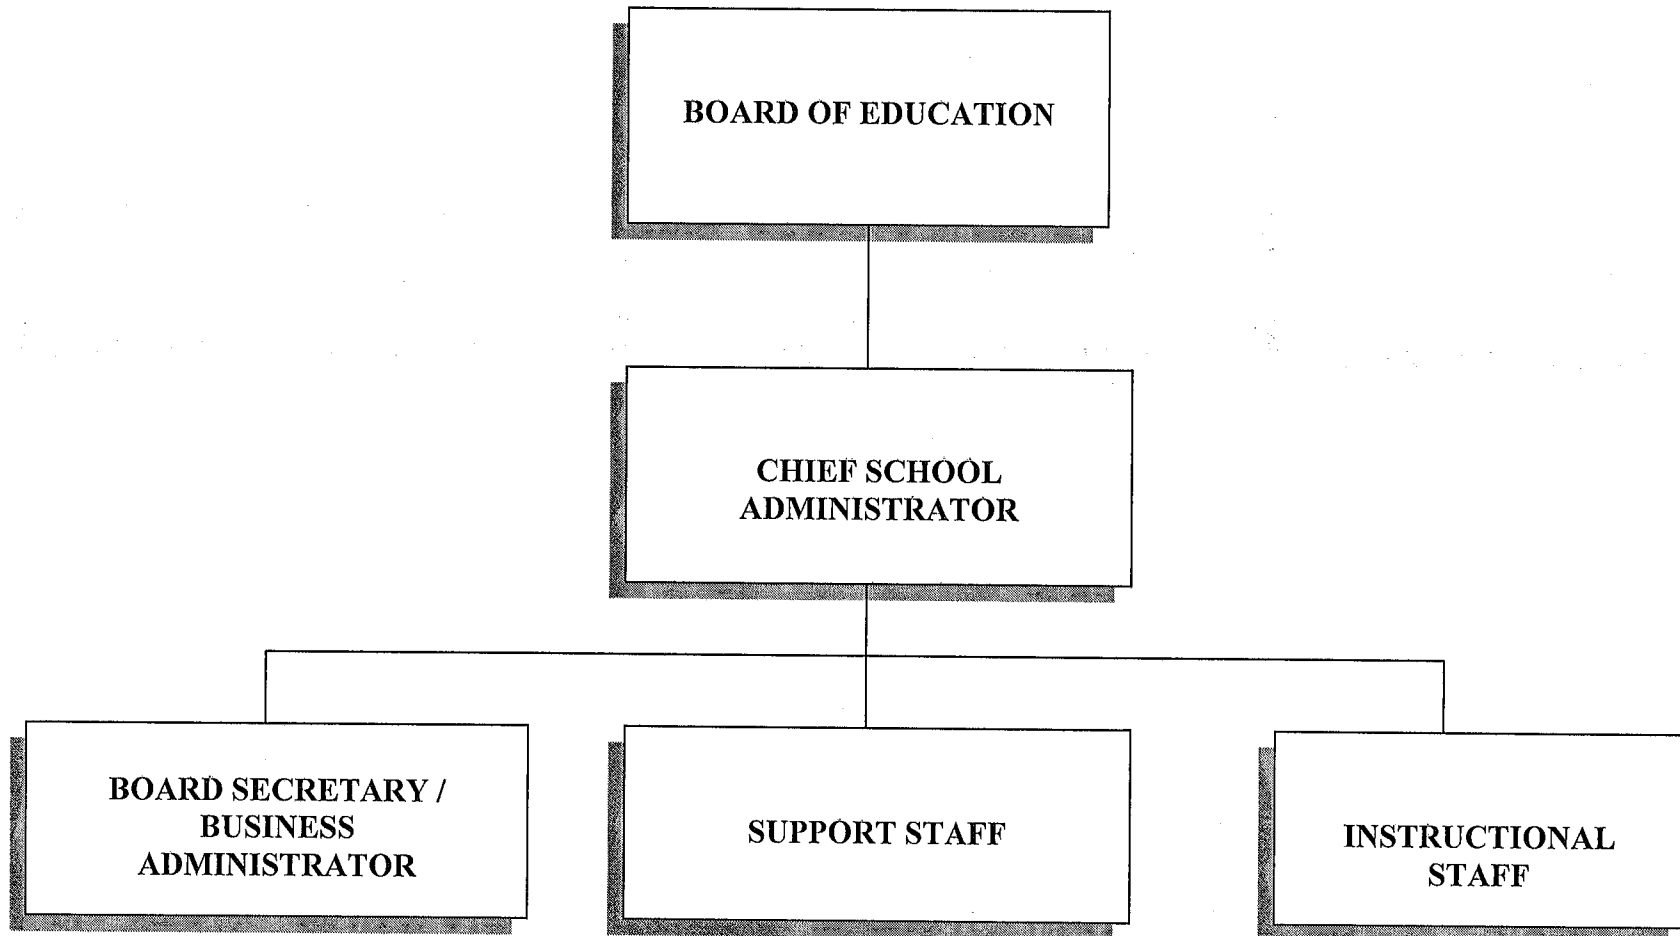 BOARD OF EDUCATION
CHIEF SCHOOL
ADMINISTRATOR
BOARD SECRETARY /
BUSINESS
ADMINISTRATOR
SUPPORT STAFF
INSTRUCTIONAL
STAFF